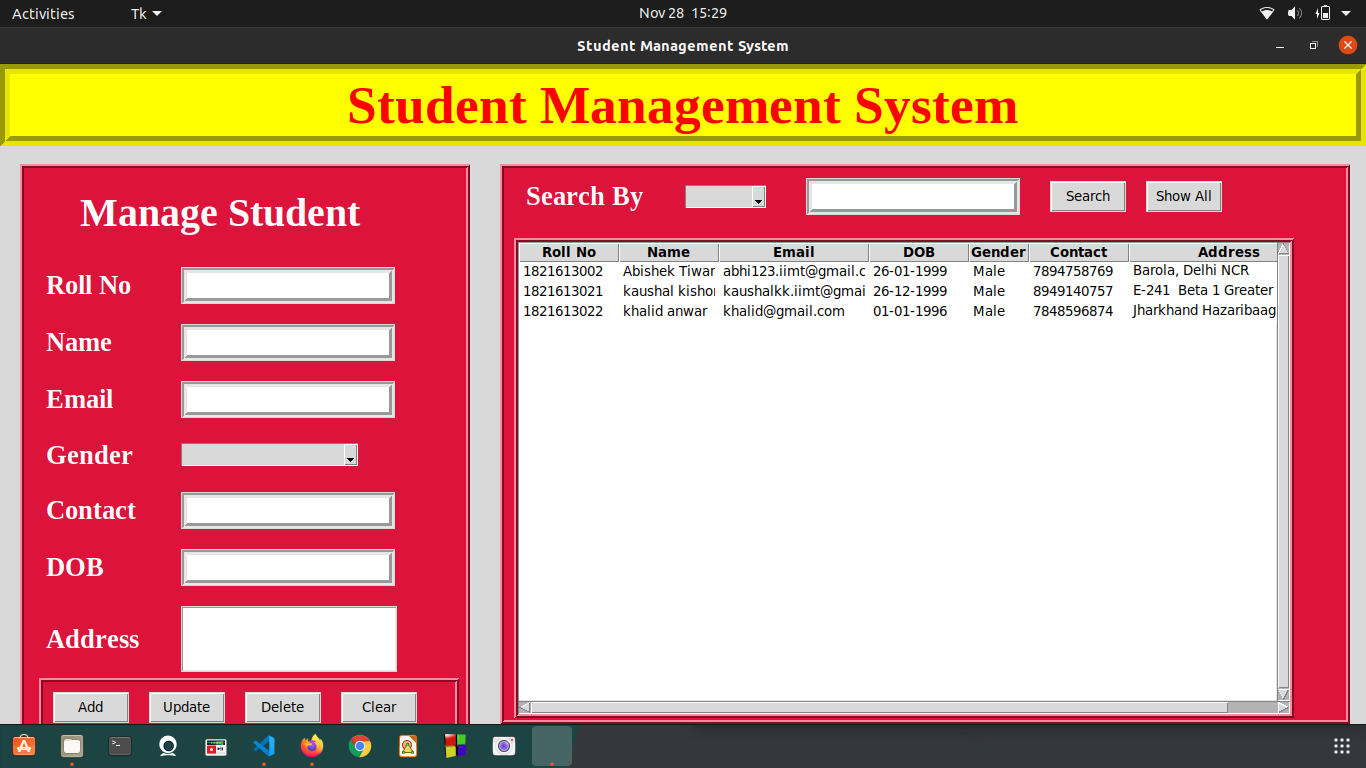 Activities Tk Nov 28 15:29
Student Management System
Student Management System
Manage Student
Roll No
Name
Email
Gender
Contact
DOB
Address
Add Update Delete Clear
Search By Search Show All
Roll No Name Email DOB Gender Contact Address
1821613002 Abishek Tiwar abhi123.iimt@gmail.c 26-01-1999 Male 7894758769 Barola, Delhi NCR
1821613021 kaushal kishor kaushalkk.iimt@gmai 26-12-1999 Male 8949140757 E-241 Beta 1 Greater
1821613022 khalid anwar khalid@gmail.com 01-01-1996 Male 7848596874 Jharkhand Hazaribaag